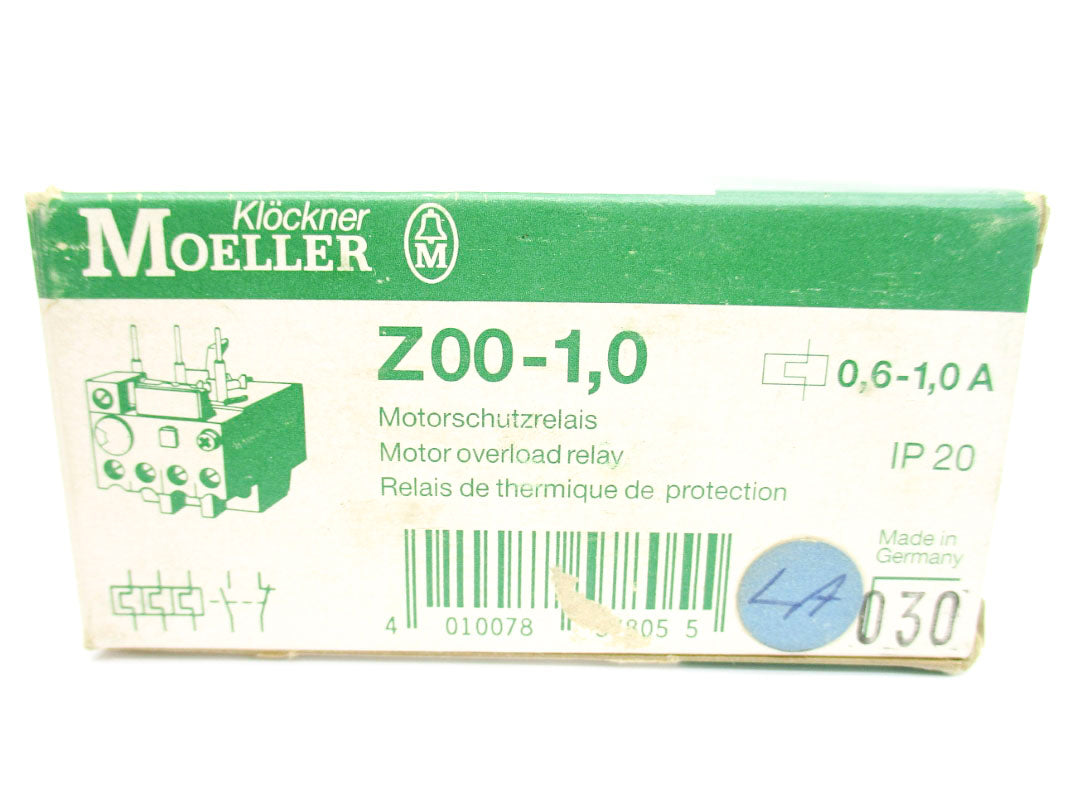 Klöckner
MOELLER
M
Z00-1,0
0,6-1,0 A
Motorschutzrelais
Motor overload relay
Relais de thermique de protection
IP 20
Made in
Germany
4 010078 805 5
LA
030